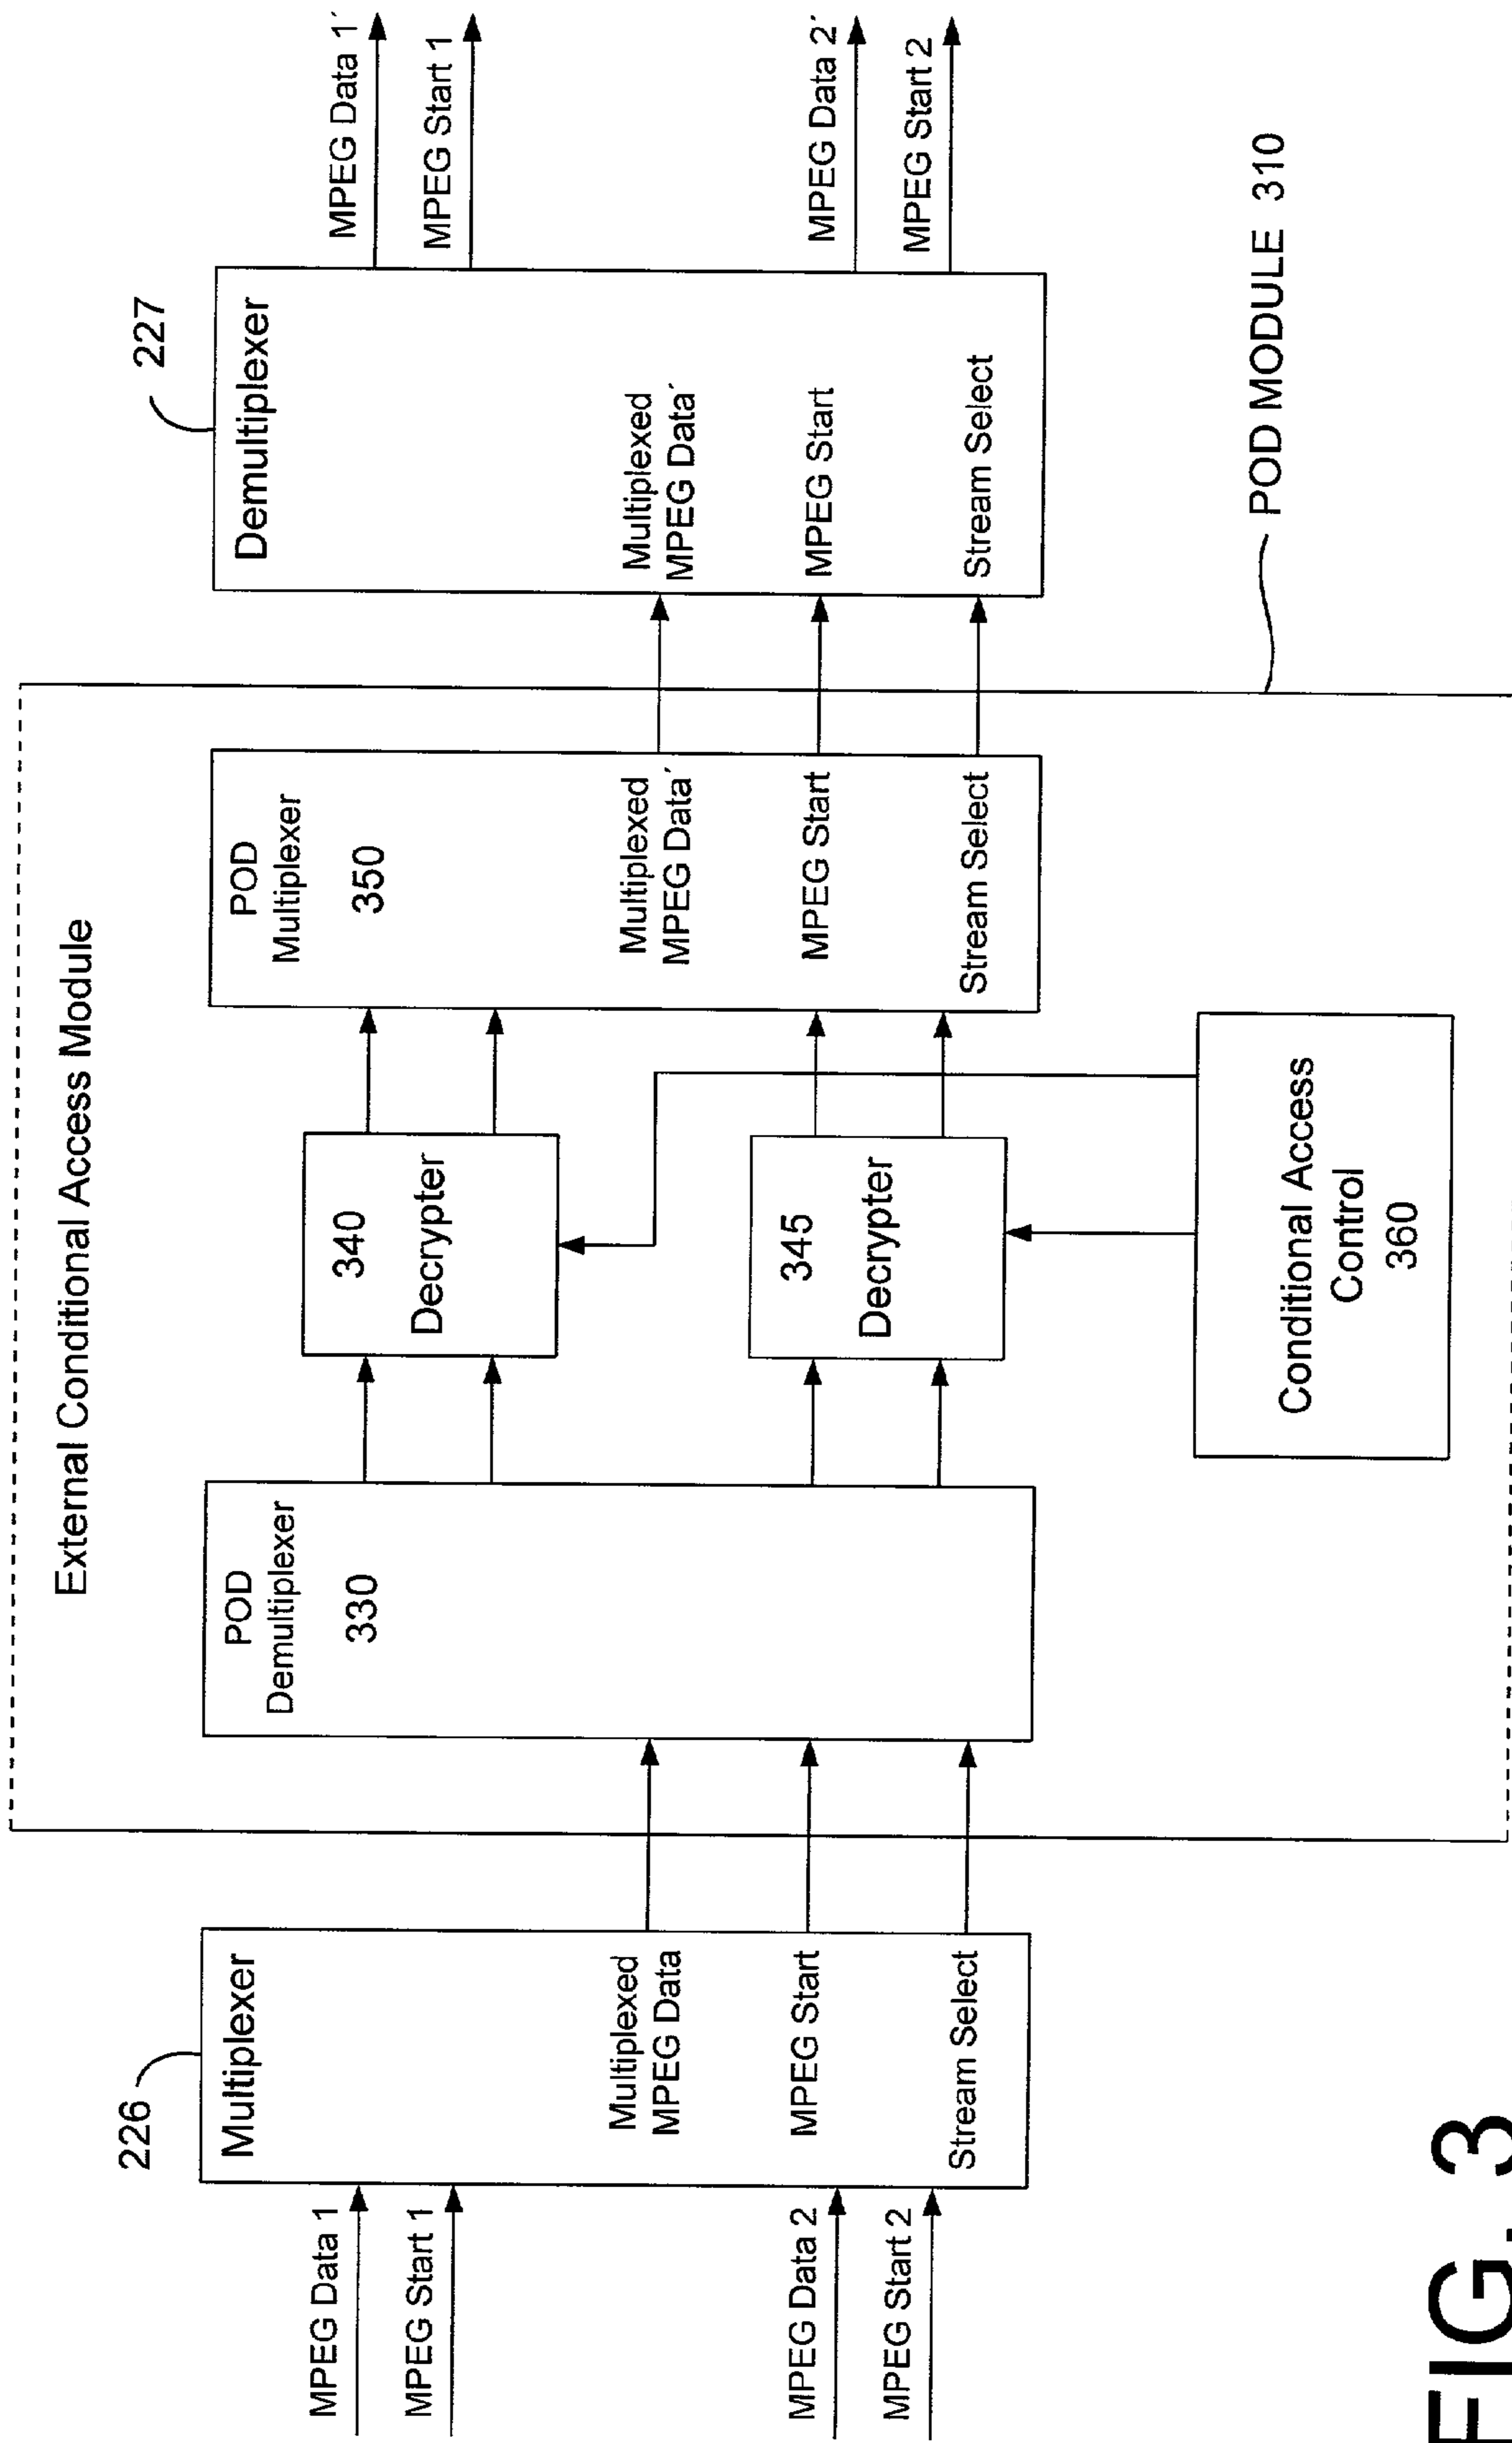 External Conditional Access Module
226
Multiplexer
MPEG Data 1
MPEG Start 1
MPEG Data 2
MPEG Start 2
Multiplexed
MPEG Data
MPEG Start
Stream Select
POD
Demultiplexer
330
340
Decrypter
345
Decrypter
Conditional Access
Control
360
POD
Multiplexer
350
Multiplexed
MPEG Data´
MPEG Start
Stream Select
227
Demultiplexer
Multiplexed
MPEG Data´
MPEG Start
Stream Select
MPEG Data 1´
MPEG Start 1
MPEG Data 2´
MPEG Start 2
POD MODULE 310
FIG. 3